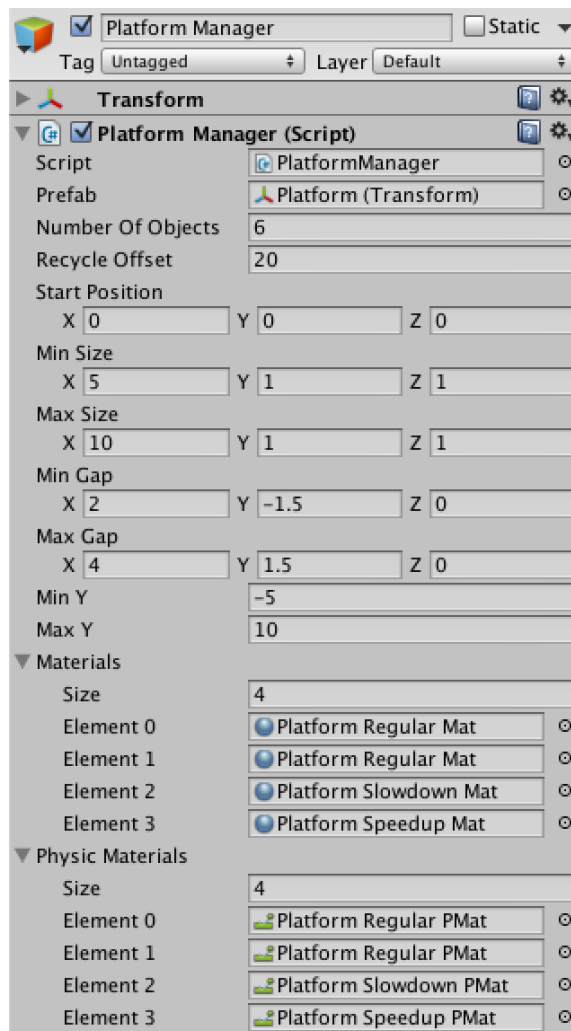 Platform Manager Static
Tag Untagged Layer Default
Transform
Platform Manager (Script)
Script PlatformManager
Prefab Platform (Transform)
Number Of Objects 6
Recycle Offset 20
Start Position
X 0 Y 0 Z 0
Min Size
X 5 Y 1 Z 1
Max Size
X 10 Y 1 Z 1
Min Gap
X 2 Y -1.5 Z 0
Max Gap
X 4 Y 1.5 Z 0
Min Y -5
Max Y 10
Materials
Size 4
Element 0 Platform Regular Mat
Element 1 Platform Regular Mat
Element 2 Platform Slowdown Mat
Element 3 Platform Speedup Mat
Physic Materials
Size 4
Element 0 Platform Regular PMat
Element 1 Platform Regular PMat
Element 2 Platform Slowdown PMat
Element 3 Platform Speedup PMat